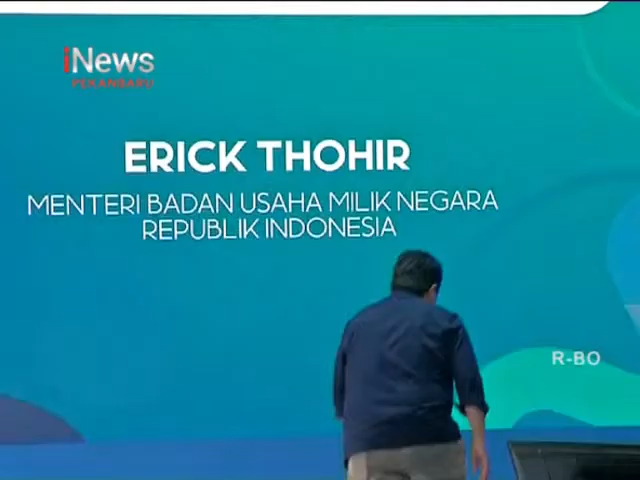 iNews
PEKANBARU
ERICK THOHIR
MENTERI BADAN USAHA MILIK NEGARA
REPUBLIK INDONESIA
R-BO